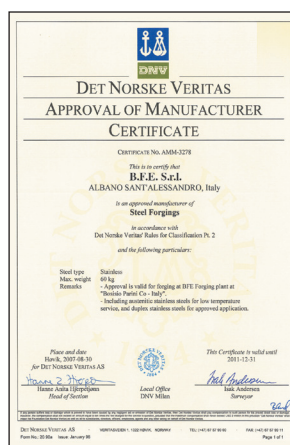 DNV
DET NORSKE VERITAS
APPROVAL OF MANUFACTURER
CERTIFICATE
CERTIFICATE NO. AMM-3278
This is to certify that
B.F.E. S.r.l.
ALBANO SANT'ALESSANDRO, Italy
is an approved manufacturer of
Steel Forgings
in accordance with
Det Norske Veritas' Rules for Classification Pt. 2
and the following particulars:
Steel type Stainless
Max. weight 60 kg
Remarks - Approval is valid for forging at BFE Forging plant at
"Bosisio Parini Co - Italy".
- Including austenitic stainless steels for low temperature
service, and duplex stainless steels for approved application.
Place and date
Høvik, 2007-08-30
for DET NORSKE VERITAS AS
This Certificate is valid until
2011-12-31
Hanne Anita Hjerpetjønn
Head of Section
Local Office
DNV Milan
Isak Andersen
Surveyor
DET NORSKE VERITAS AS
Form No.: 20.90a Issue January 98
Page 1 of 1